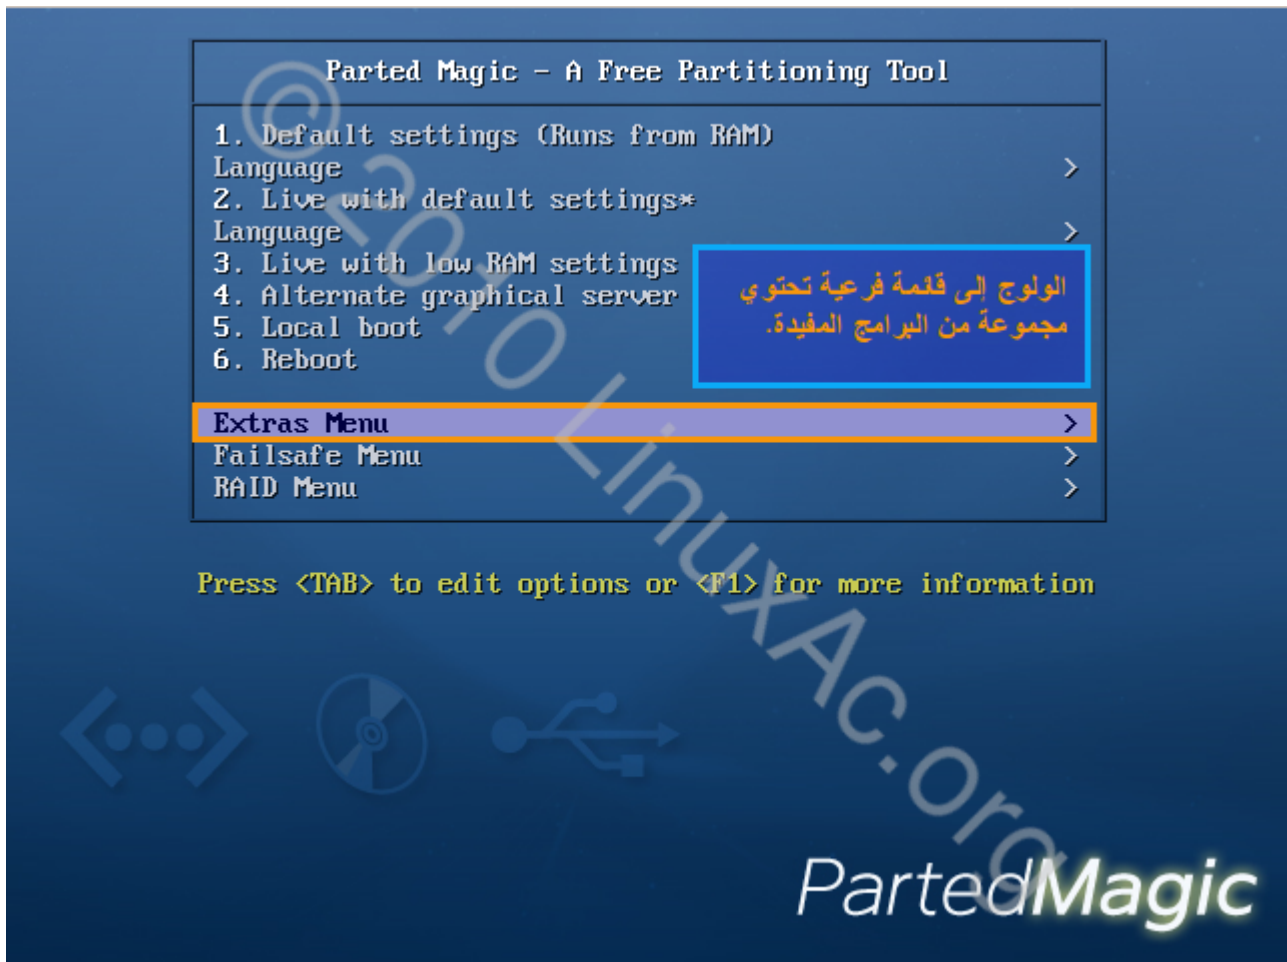 Parted Magic - A Free Partitioning Tool
1. Default settings (Runs from RAM)
Language >
2. Live with default settings*
Language >
3. Live with low RAM settings
4. Alternate graphical server
5. Local boot
6. Reboot
الولوج إلى قائمة فرعية تحتوي
مجموعة من البرامج المفيدة.
Extras Menu >
Failsafe Menu >
RAID Menu >
Press <TAB> to edit options or <F1> for more information
© 2010 LinuxAc.org
PartedMagic